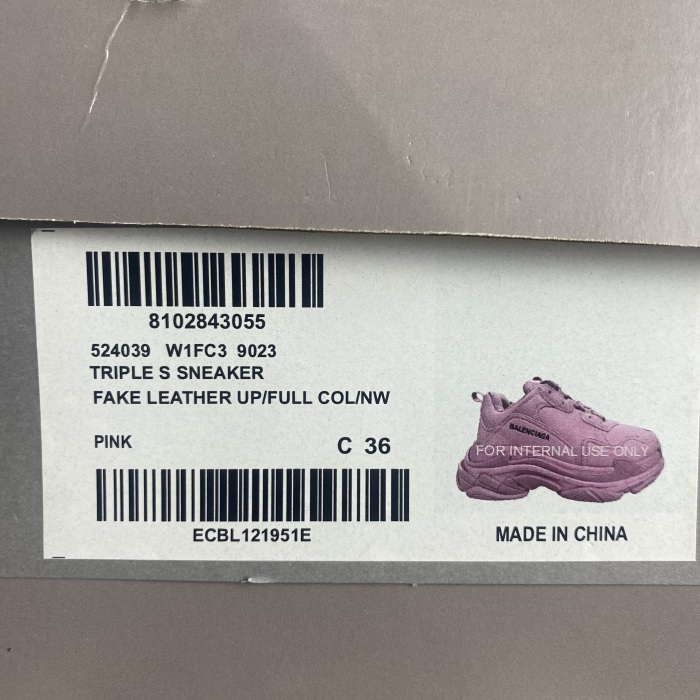 8102843055
524039 W1FC3 9023
TRIPLE S SNEAKER
FAKE LEATHER UP/FULL COL/NW
PINK
C 36
ECBL121951E
BALENCIAGA
FOR INTERNAL USE ONLY
MADE IN CHINA